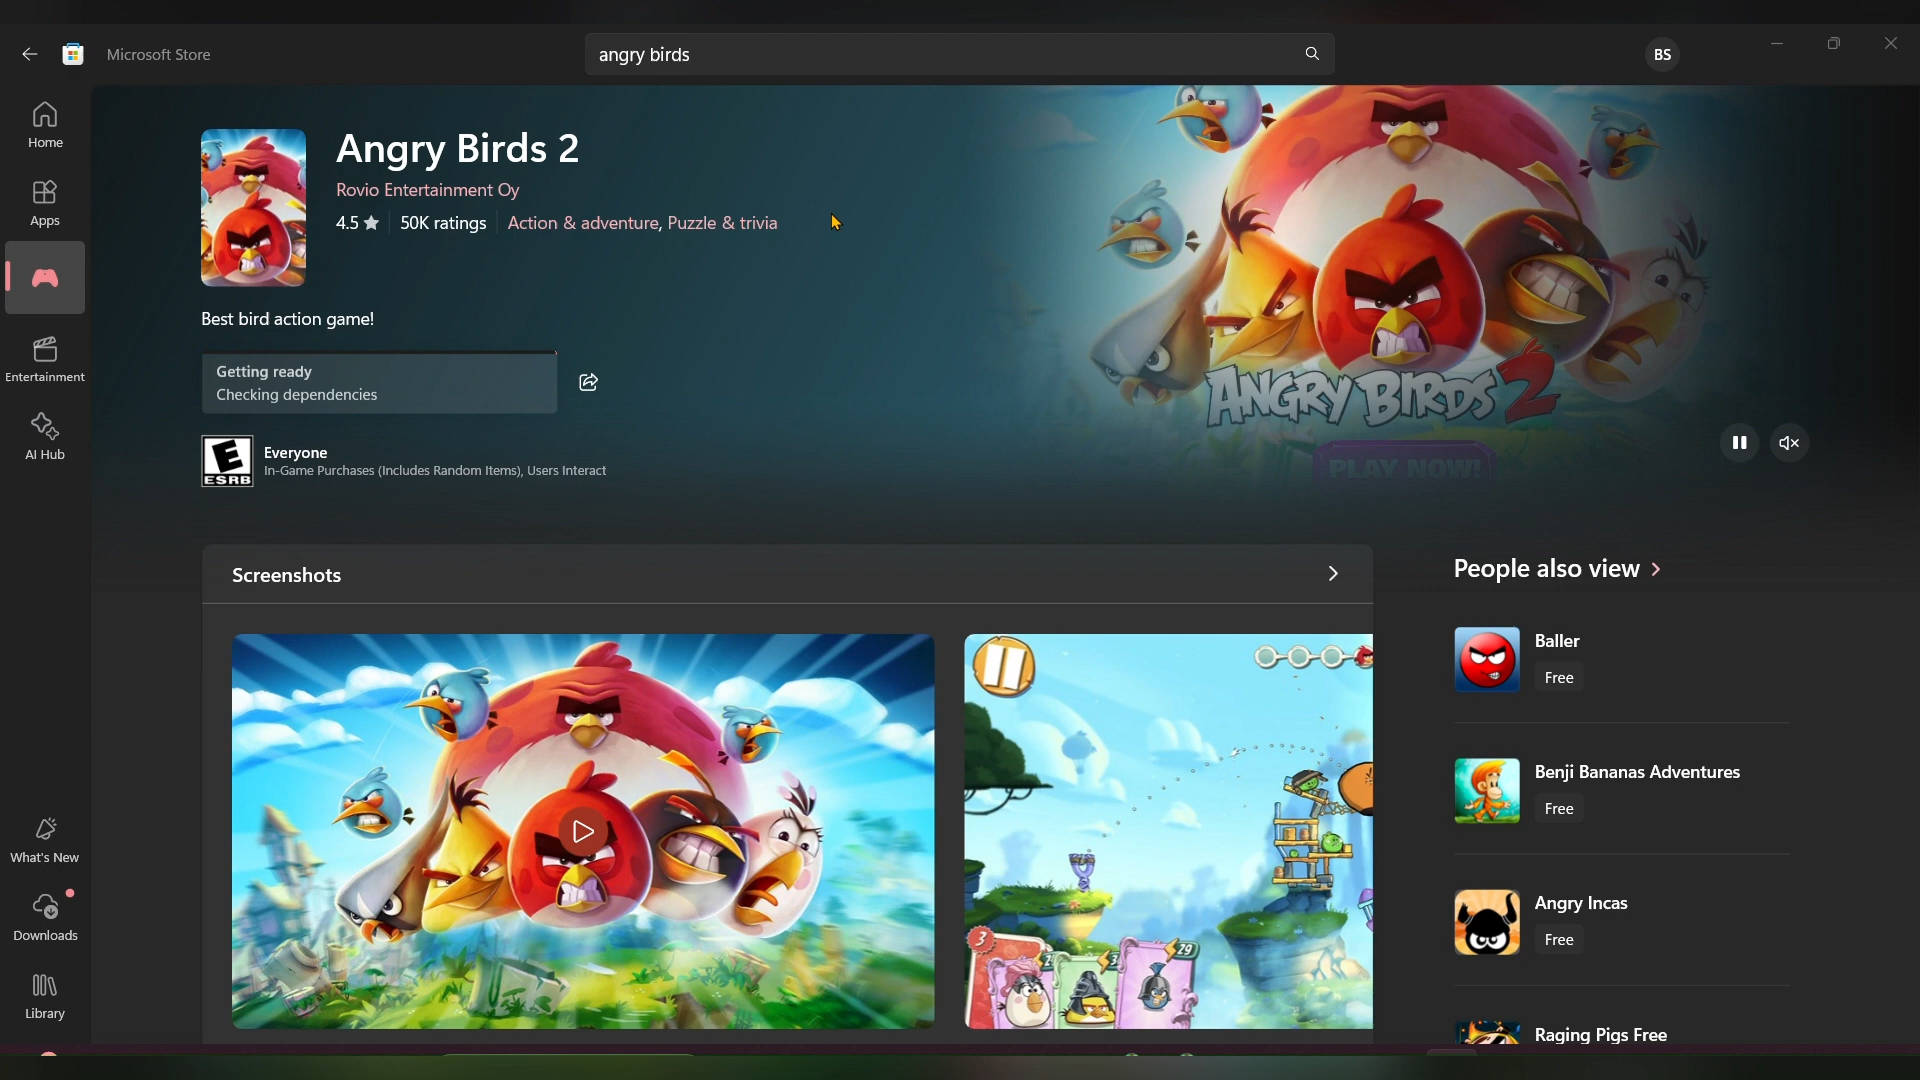 Microsoft Store
angry birds
BS
Home
Apps
Entertainment
AI Hub
What's New
Downloads
Library
Angry Birds 2
Rovio Entertainment Oy
4.5 ★ 50K ratings Action & adventure, Puzzle & trivia
Best bird action game!
Getting ready
Checking dependencies
E
ESRB
Everyone
In-Game Purchases (Includes Random Items), Users Interact
ANGRY BIRDS 2
PLAY NOW!
Screenshots
3
29
People also view
Baller
Free
Benji Bananas Adventures
Free
Angry Incas
Free
Raging Pigs Free